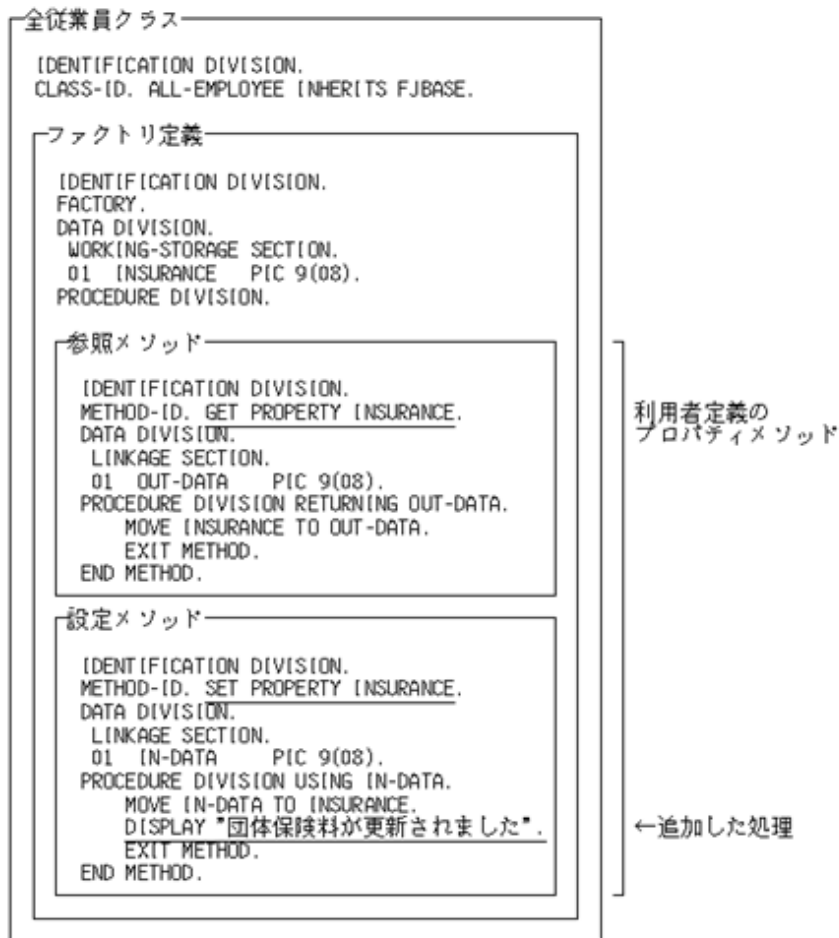 全従業員クラス
IDENTIFICATION DIVISION.
CLASS-ID. ALL-EMPLOYEE INHERITS FJBASE.
ファクトリ定義
IDENTIFICATION DIVISION.
FACTORY.
DATA DIVISION.
WORKING-STORAGE SECTION.
01 INSURANCE PIC 9(08).
PROCEDURE DIVISION.
参照メソッド
IDENTIFICATION DIVISION.
METHOD-ID. GET PROPERTY INSURANCE.
DATA DIVISION.
LINKAGE SECTION.
01 OUT-DATA PIC 9(08).
PROCEDURE DIVISION RETURNING OUT-DATA.
MOVE INSURANCE TO OUT-DATA.
EXIT METHOD.
END METHOD.
利用者定義の
プロパティメソッド
設定メソッド
IDENTIFICATION DIVISION.
METHOD-ID. SET PROPERTY INSURANCE.
DATA DIVISION.
LINKAGE SECTION.
01 IN-DATA PIC 9(08).
PROCEDURE DIVISION USING IN-DATA.
MOVE IN-DATA TO INSURANCE.
DISPLAY "団体保険料が更新されました".
←追加した処理
EXIT METHOD.
END METHOD.